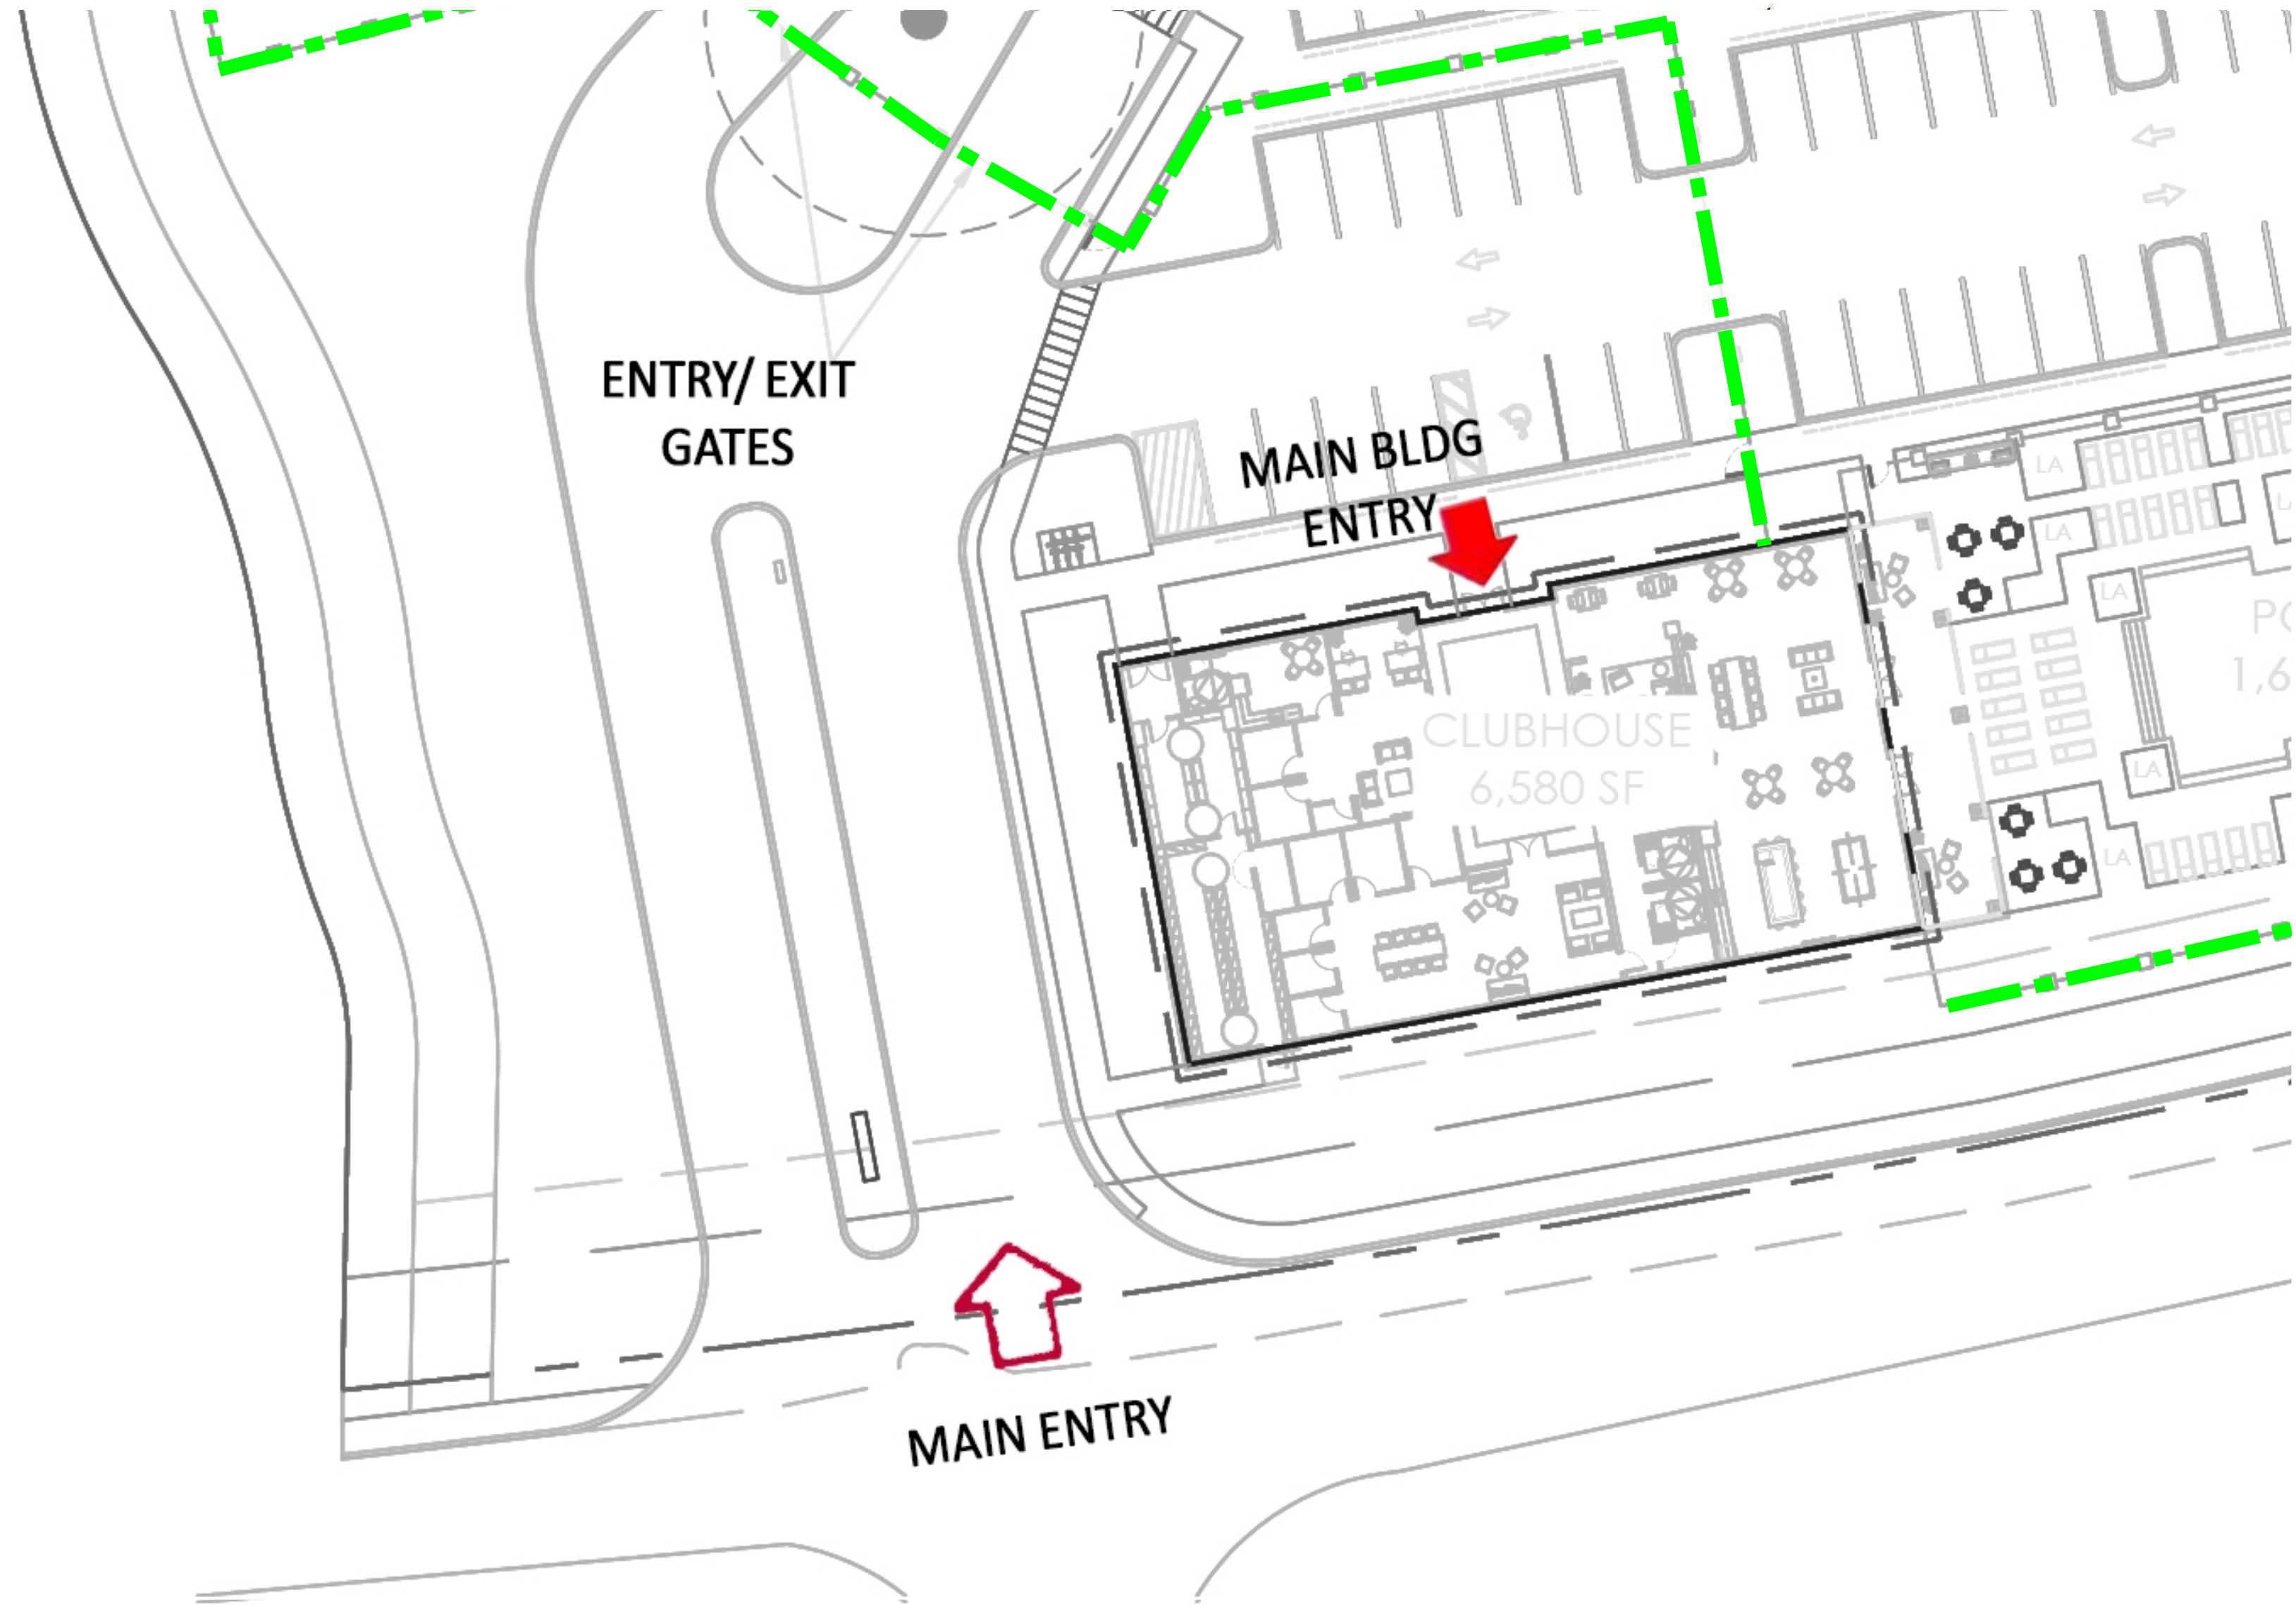 ENTRY/ EXIT
GATES
MAIN BLDG
ENTRY
LA
LA
LA
CLUBHOUSE
6,580 SF
LA
LA
MAIN ENTRY